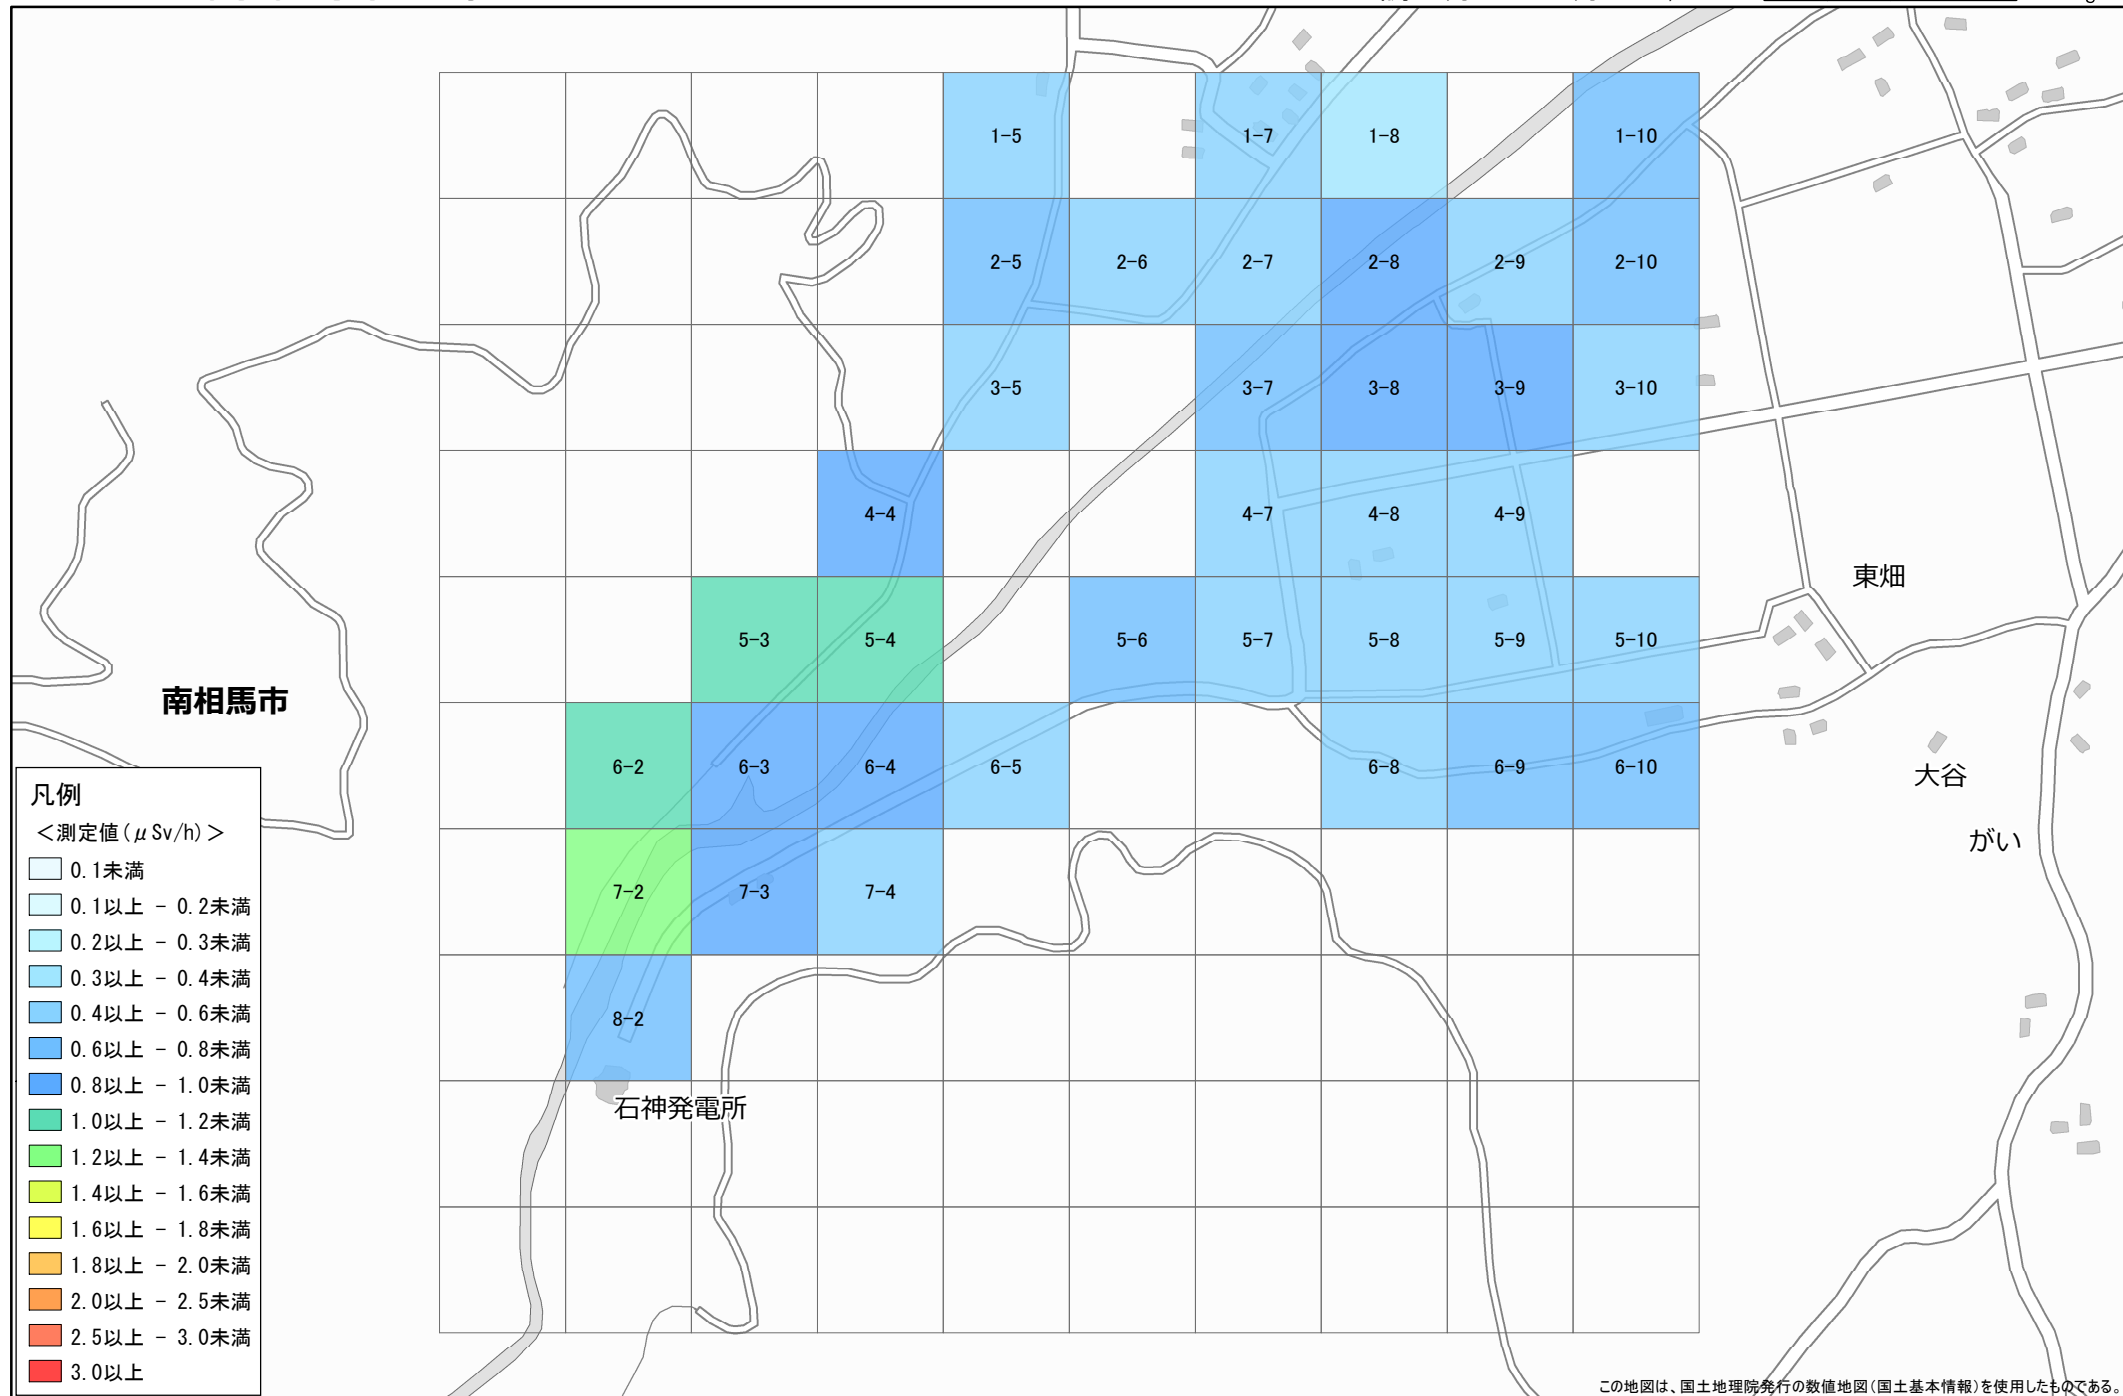 1-5 1-7 1-8 1-10
2-5 2-6 2-7 2-8 2-9 2-10
3-5 3-7 3-8 3-9 3-10
4-4 4-7 4-8 4-9
東畑
5-3 5-4 5-6 5-7 5-8 5-9 5-10
南相馬市
6-2 6-3 6-4 6-5 6-8 6-9 6-10
大谷
がい
7-2 7-3 7-4
8-2
石神発電所
凡例
＜測定値(μSv/h)＞
0.1未満
0.1以上 - 0.2未満
0.2以上 - 0.3未満
0.3以上 - 0.4未満
0.4以上 - 0.6未満
0.6以上 - 0.8未満
0.8以上 - 1.0未満
1.0以上 - 1.2未満
1.2以上 - 1.4未満
1.4以上 - 1.6未満
1.6以上 - 1.8未満
1.8以上 - 2.0未満
2.0以上 - 2.5未満
2.5以上 - 3.0未満
3.0以上
この地図は、国土地理院発行の数値地図(国土基本情報)を使用したものである。